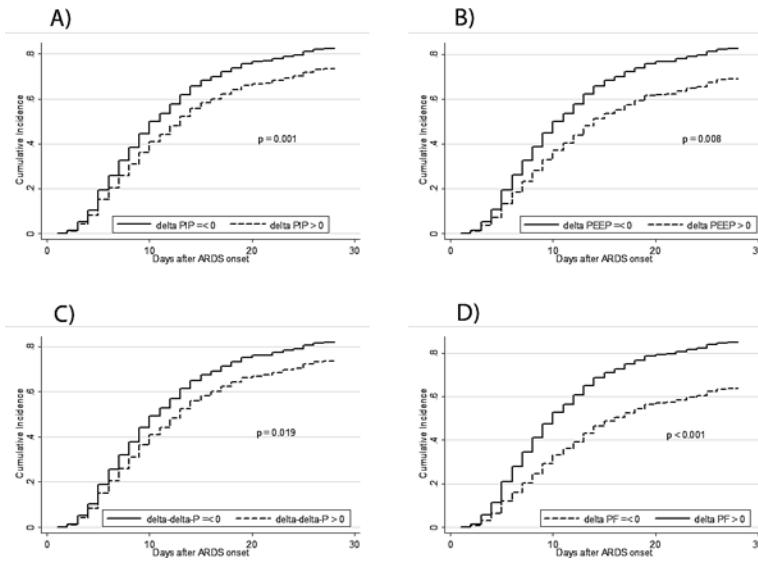 A)
B)
.8
.6
.4
.2
0
Cumulative Incidence
p = 0.001
delta PIP =< 0 delta PIP > 0
0 10 20 30
Days after ARDS onset
.8
.6
.4
.2
0
Cumulative Incidence
p = 0.008
delta PEEP =< 0 delta PEEP > 0
0 10 20 30
Days after ARDS onset
C)
D)
.8
.6
.4
.2
0
Cumulative Incidence
p = 0.019
delta-delta-P =< 0 delta-delta-P > 0
0 10 20 30
Days after ARDS onset
.8
.6
.4
.2
0
Cumulative Incidence
p < 0.001
delta PF =< 0 delta PF > 0
0 10 20 30
Days after ARDS onset